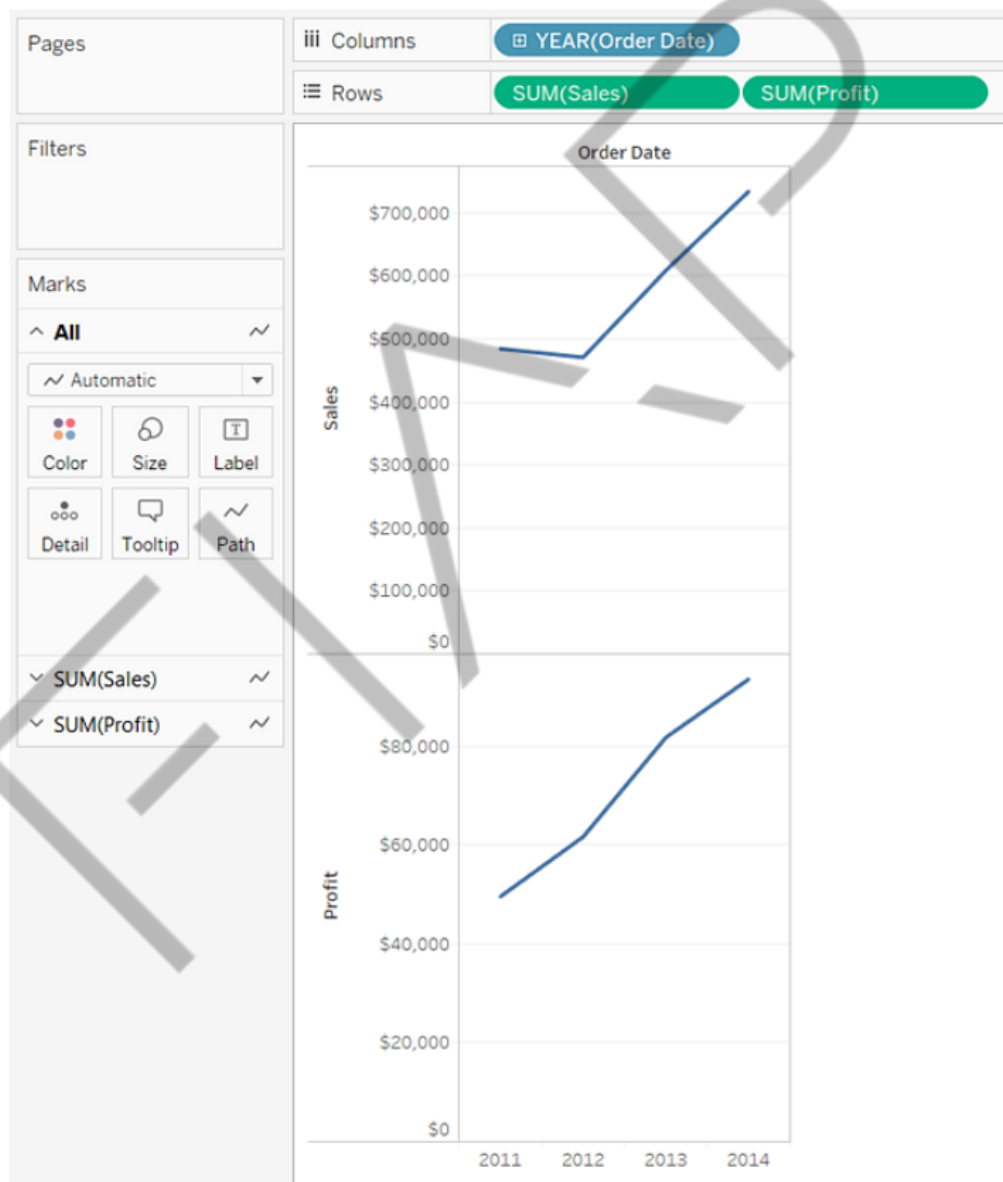 Pages
Columns
YEAR(Order Date)
Rows
SUM(Sales)
SUM(Profit)
Filters
Marks
All
Automatic
Color
Size
Label
Detail
Tooltip
Path
SUM(Sales)
SUM(Profit)
Order Date
Sales
$700,000
$600,000
$500,000
$400,000
$300,000
$200,000
$100,000
$0
Profit
$80,000
$60,000
$40,000
$20,000
$0
2011 2012 2013 2014